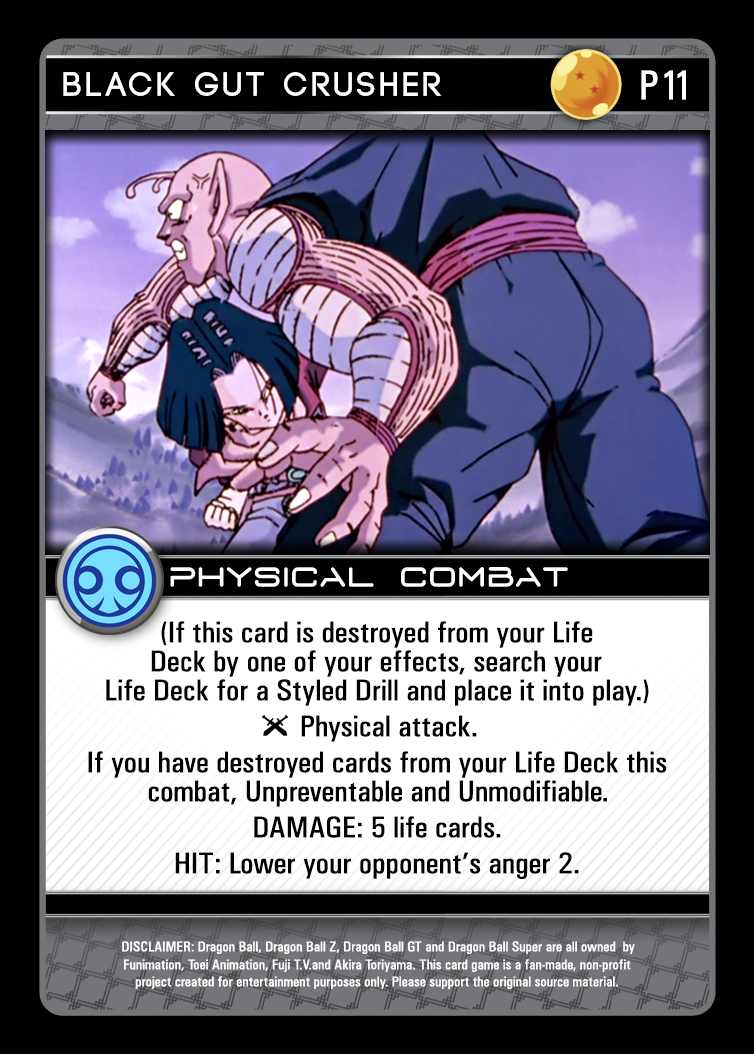 BLACK GUT CRUSHER P11
PHYSICAL COMBAT
(If this card is destroyed from your Life
Deck by one of your effects, search your
Life Deck for a Styled Drill and place it into play.)
Physical attack.
If you have destroyed cards from your Life Deck this
combat, Unpreventable and Unmodifiable.
DAMAGE: 5 life cards.
HIT: Lower your opponent's anger 2.
DISCLAIMER: Dragon Ball, Dragon Ball Z, Dragon Ball GT and Dragon Ball Super are all owned by
Funimation, Toei Animation, Fuji T.V.and Akira Toriyama. This card game is a fan-made, non-profit
project created for entertainment purposes only. Please support the original source material.